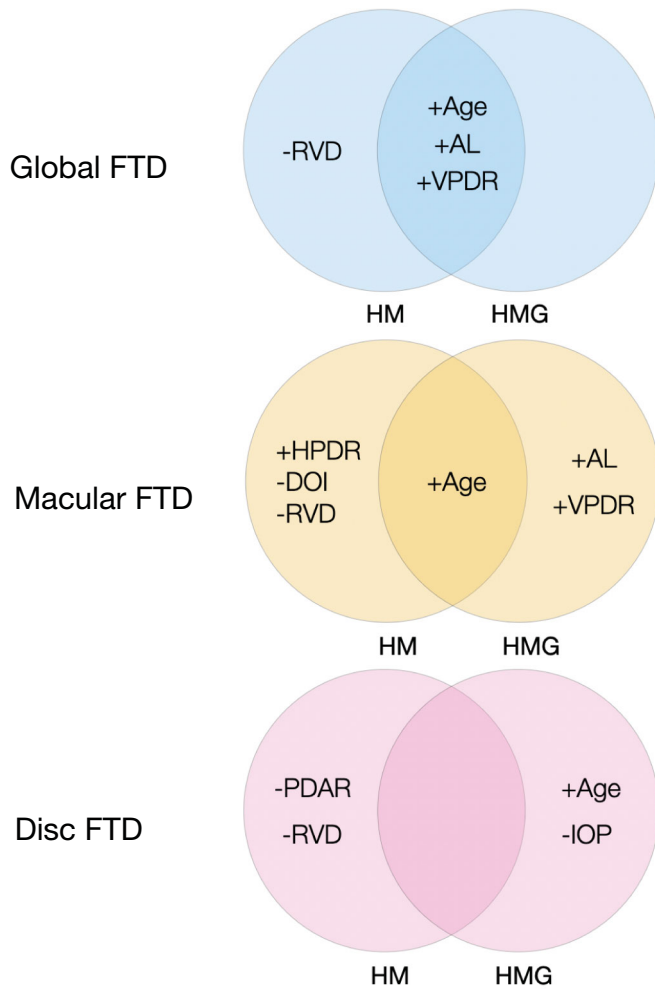 Global FTD
-RVD
+Age
+AL
+VPDR
HM
HMG
Macular FTD
+HPDR
-DOI
-RVD
+Age
+AL
+VPDR
HM
HMG
Disc FTD
-PDAR
-RVD
+Age
-IOP
HM
HMG